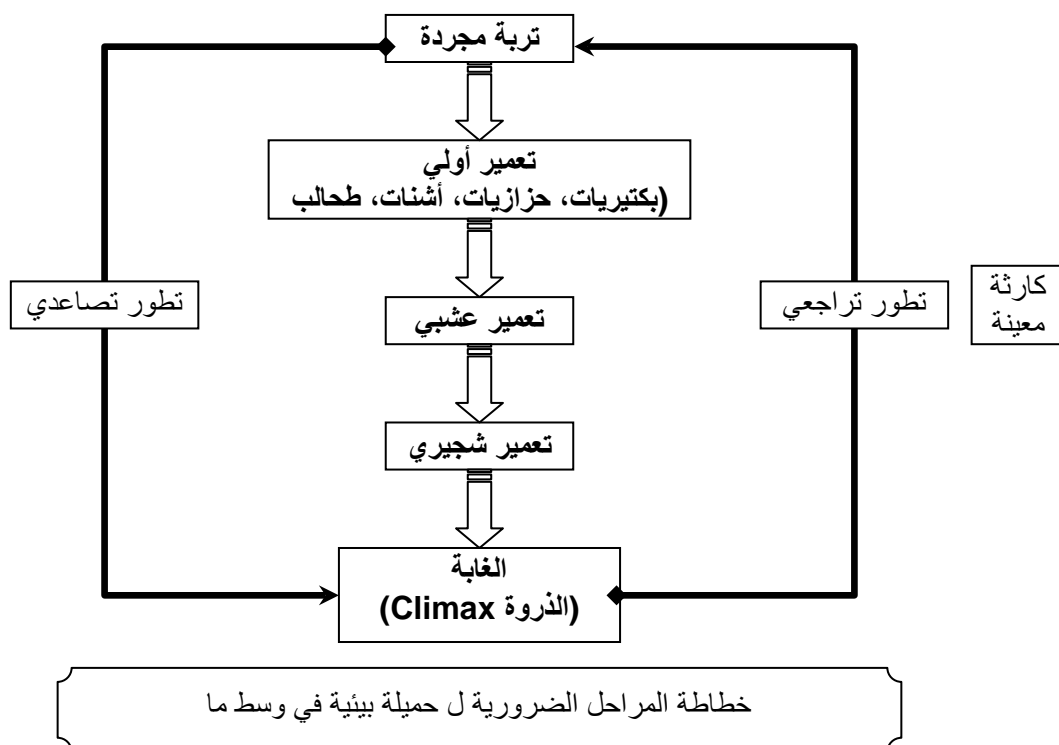 تربة مجردة
تعمير أولي
(بكتيريات، حزازيات، أشنات، طحالب
تعمير عشبي
تعمير شجيري
الغابة
(الذروة Climax)
تطور تصاعدي
تطور تراجعي
كارثة
معينة
خطاطة المراحل الضرورية ل حميلة بيئية في وسط ما